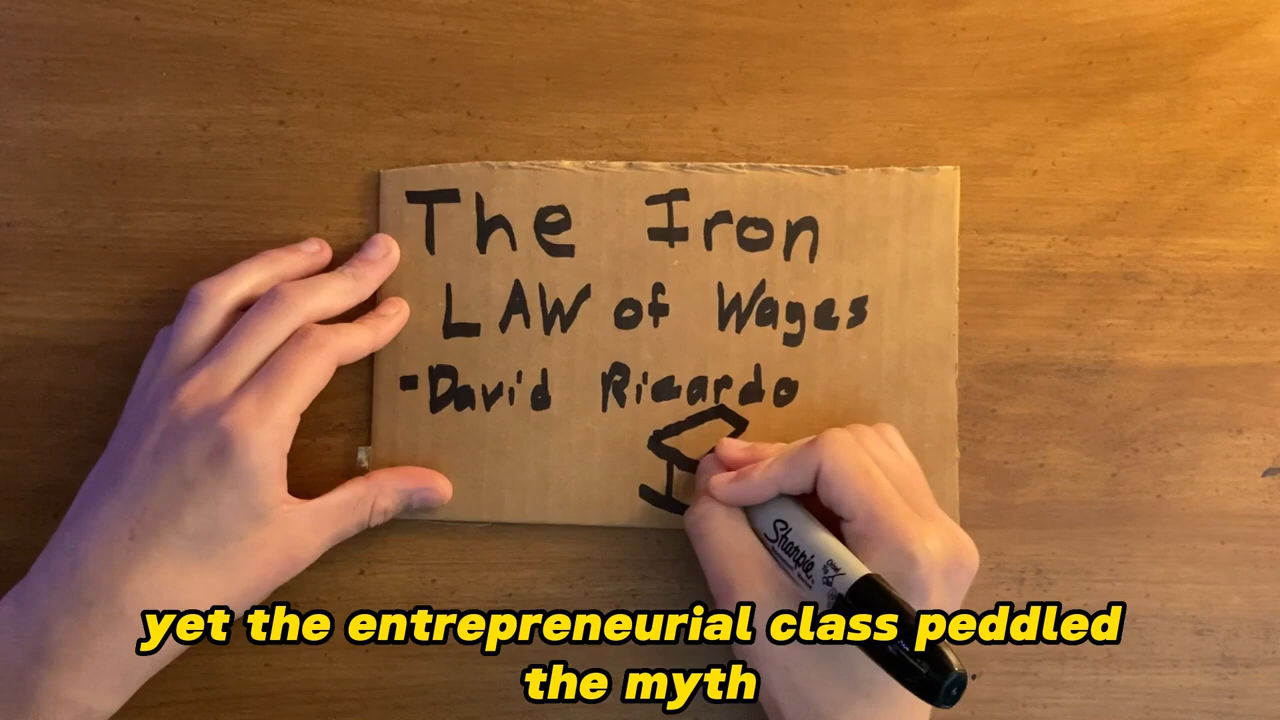 The Iron
LAW of Wages
-David Ricardo
Sharpie
yet the entrepreneurial class peddled
the myth